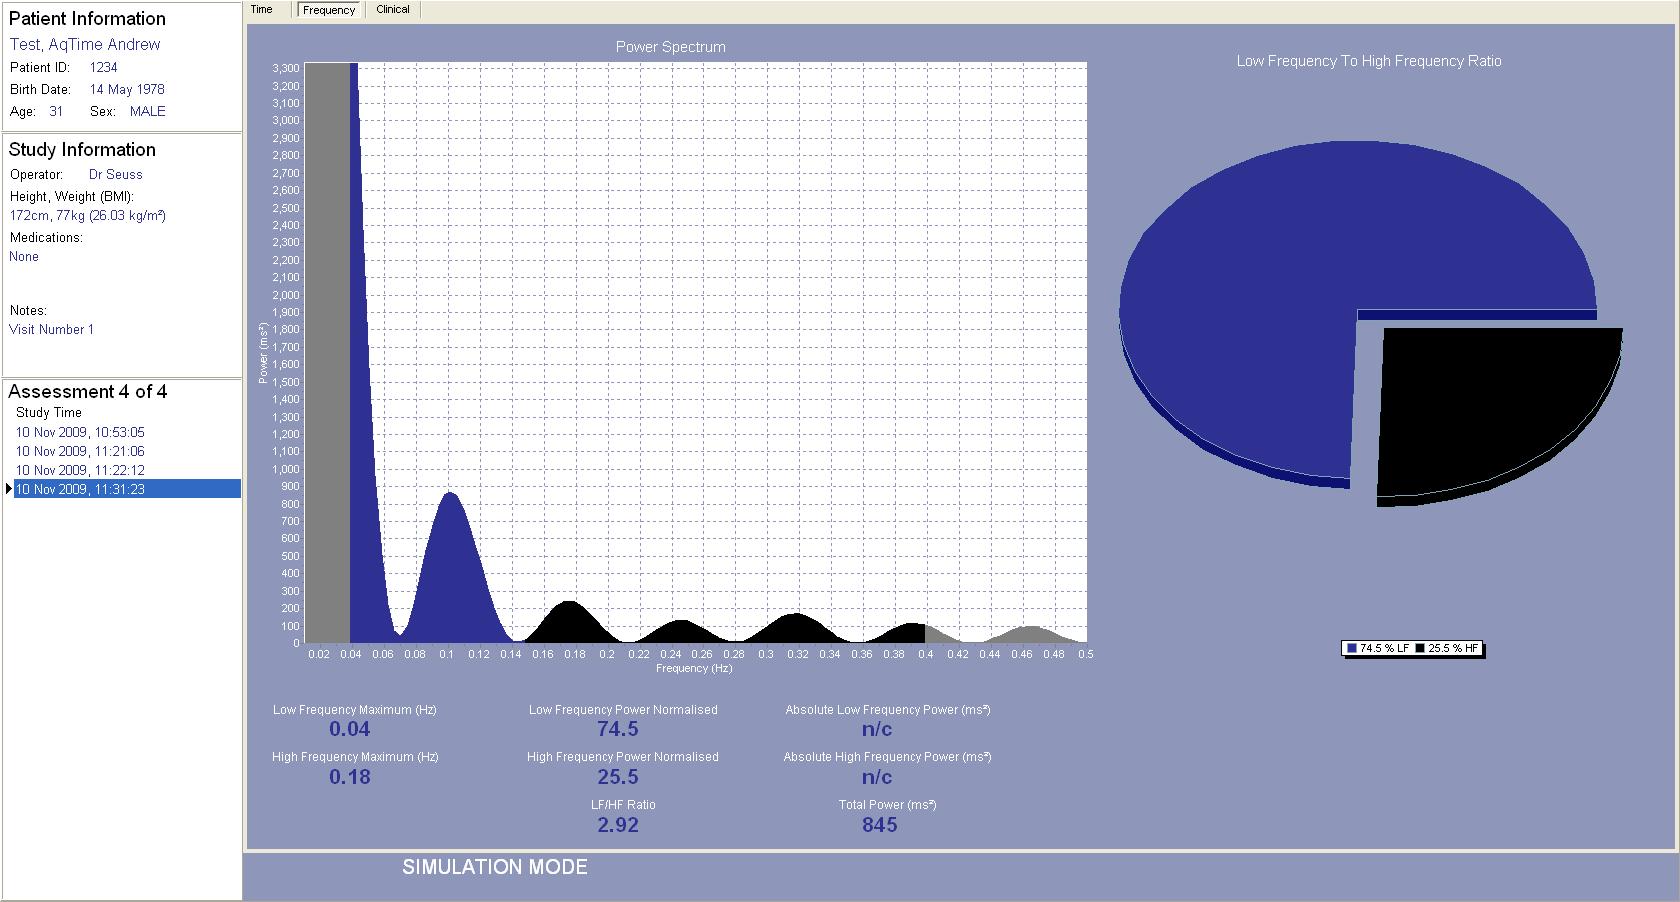 Patient Information
Test, AqTime Andrew
Patient ID: 1234
Birth Date: 14 May 1978
Age: 31 Sex: MALE
Study Information
Operator: Dr Seuss
Height, Weight (BMI):
172cm, 77kg (26.03 kg/m²)
Medications:
None
Notes:
Visit Number 1
Assessment 4 of 4
Study Time
10 Nov 2009, 10:53:05
10 Nov 2009, 11:21:06
10 Nov 2009, 11:22:12
10 Nov 2009, 11:31:23
Time Frequency Clinical
Power Spectrum
3,300
3,200
3,100
3,000
2,900
2,800
2,700
2,600
2,500
2,400
2,300
2,200
2,100
2,000
1,900
1,800
1,700
1,600
1,500
1,400
1,300
1,200
1,100
1,000
900
800
700
600
500
400
300
200
100
0
Power (ms²)
0.02 0.04 0.06 0.08 0.1 0.12 0.14 0.16 0.18 0.2 0.22 0.24 0.26 0.28 0.3 0.32 0.34 0.36 0.38 0.4 0.42 0.44 0.46 0.48 0.5
Frequency (Hz)
Low Frequency To High Frequency Ratio
74.5 % LF 25.5 % HF
Low Frequency Maximum (Hz) Low Frequency Power Normalised Absolute Low Frequency Power (ms²)
0.04 74.5 n/c
High Frequency Maximum (Hz) High Frequency Power Normalised Absolute High Frequency Power (ms²)
0.18 25.5 n/c
LF/HF Ratio Total Power (ms²)
2.92 845
SIMULATION MODE